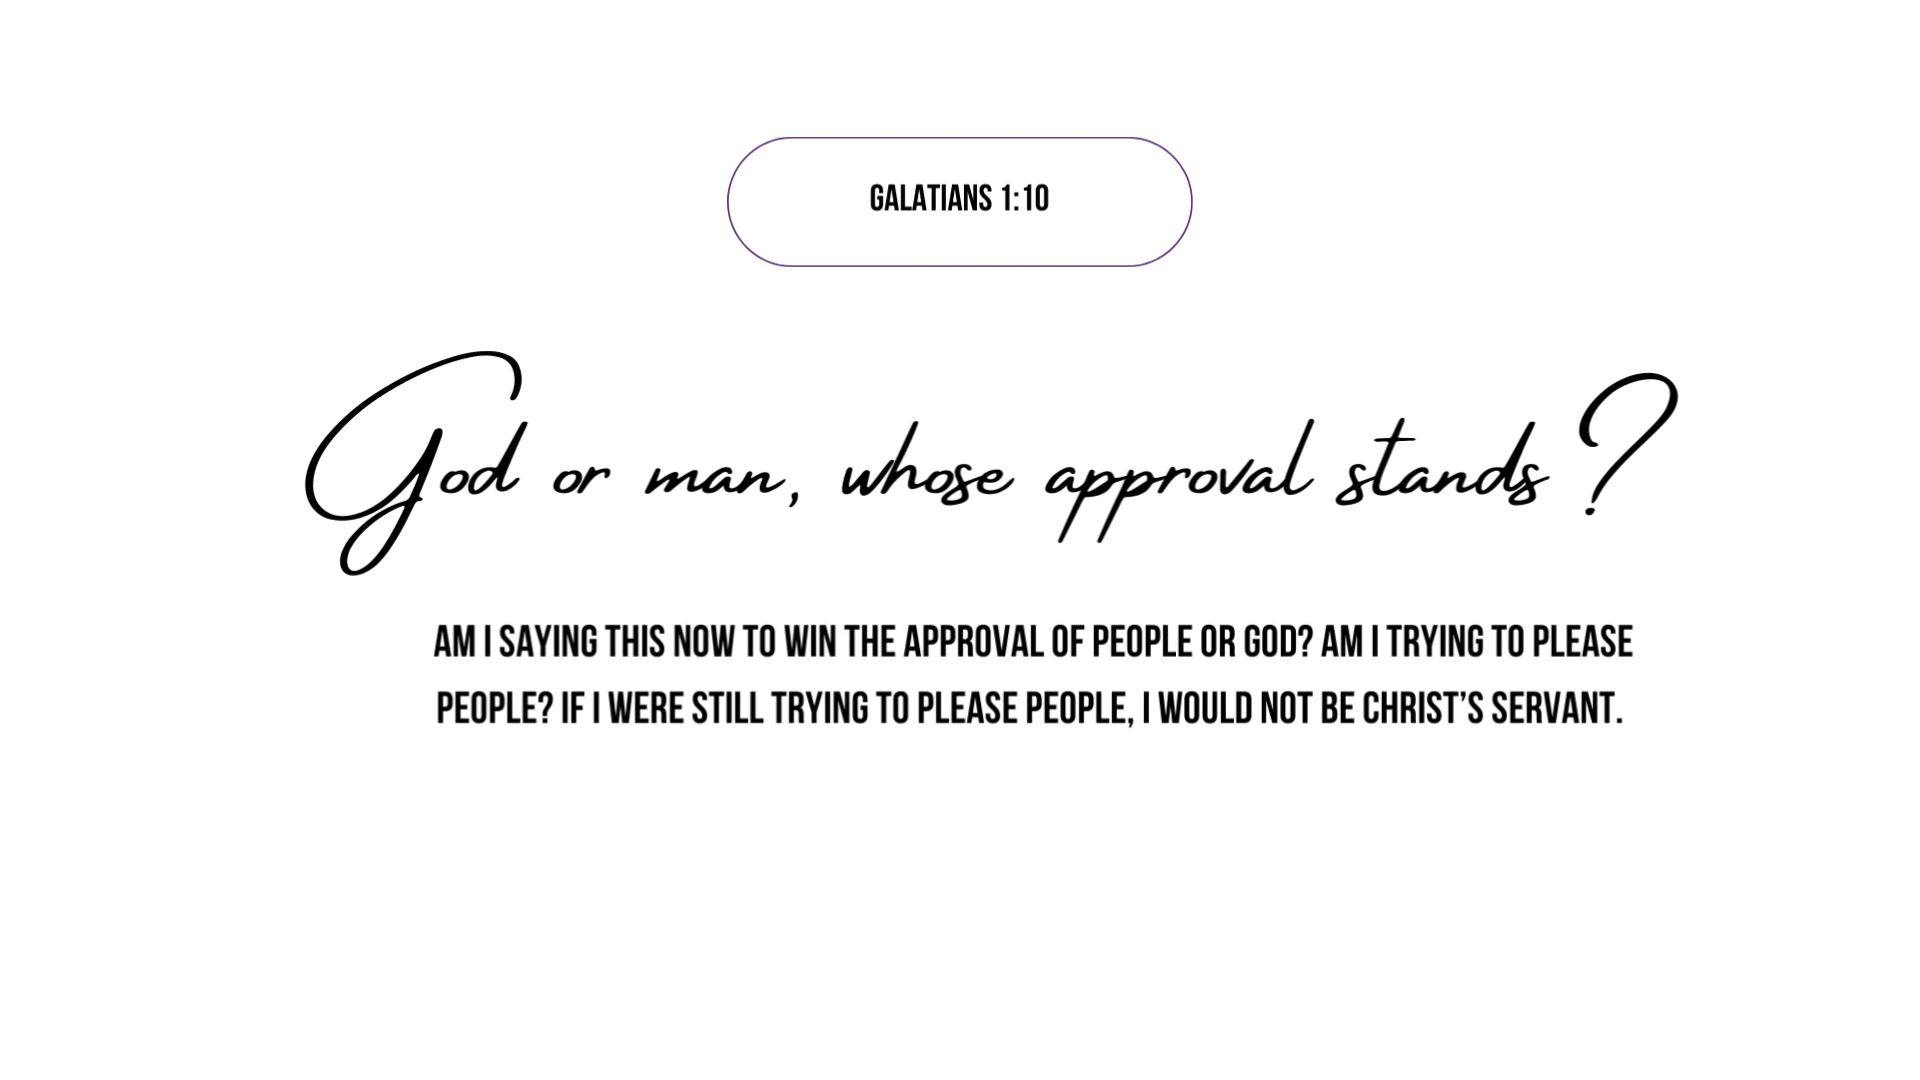 GALATIANS 1:10
God or man, whose approval stands ?
AM I SAYING THIS NOW TO WIN THE APPROVAL OF PEOPLE OR GOD? AM I TRYING TO PLEASE
PEOPLE? IF I WERE STILL TRYING TO PLEASE PEOPLE, I WOULD NOT BE CHRIST’S SERVANT.